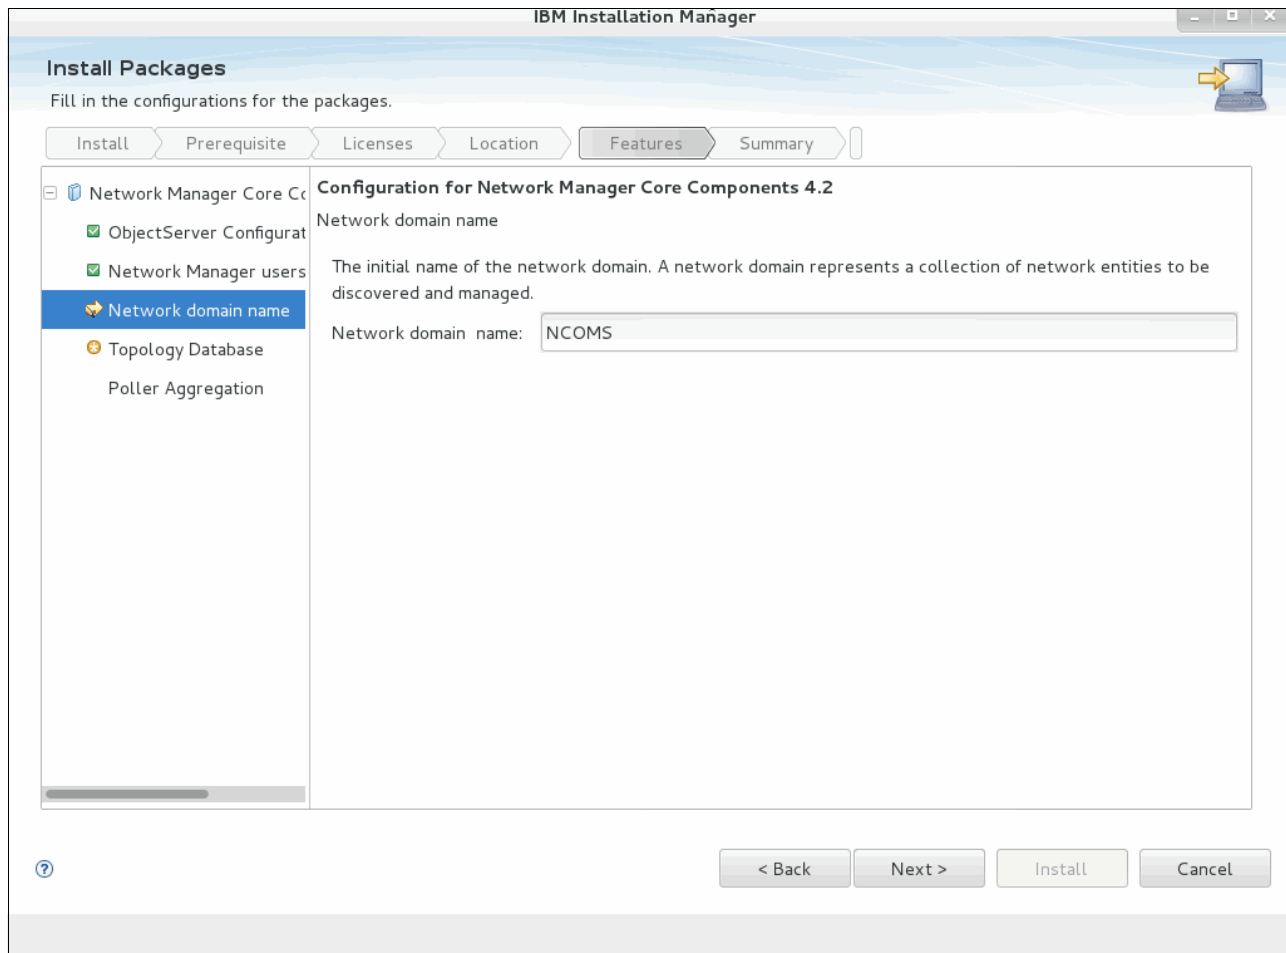 IBM Installation Manager
Install Packages
Fill in the configurations for the packages.
Install
Prerequisite
Licenses
Location
Features
Summary
Network Manager Core Co
ObjectServer Configurat
Network Manager users
Network domain name
Topology Database
Poller Aggregation
Configuration for Network Manager Core Components 4.2
Network domain name
The initial name of the network domain. A network domain represents a collection of network entities to be
discovered and managed.
Network domain name: NCOMS
< Back
Next >
Install
Cancel